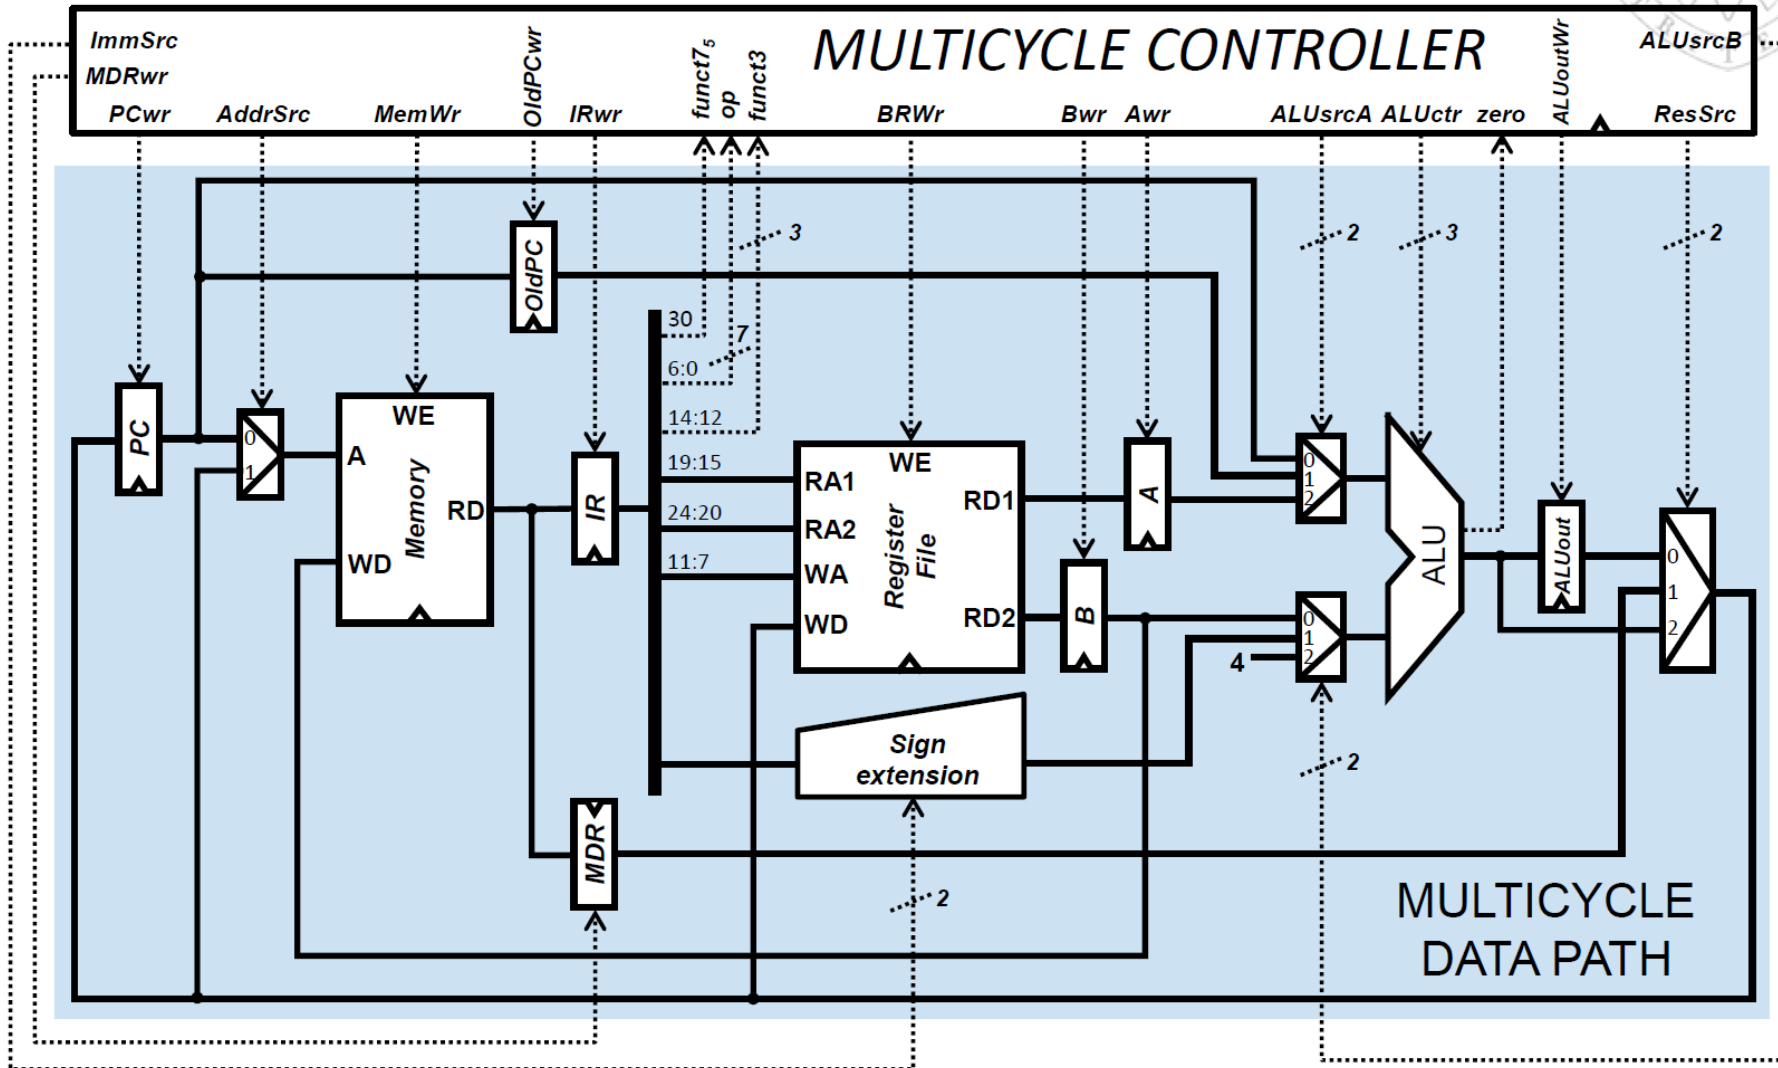 ImmSrc
MDRwr
PCwr
AddrSrc
MemWr
OldPCwr
IRwr
funct7₅
op
funct3
MULTICYCLE CONTROLLER
BRWr
Bwr
Awr
ALUsrcA
ALUctr
zero
ALUoutWr
ALUsrcB
ResSrc
3
2
3
2
OldPC
30
7
6:0
14:12
19:15
24:20
11:7
PC
0
1
WE
A
Memory
RD
WD
IR
WE
RA1
RA2
WA
WD
Register
File
RD1
RD2
A
B
0
1
2
0
1
2
4
ALU
ALUout
0
1
2
Sign
extension
2
MDR
2
MULTICYCLE
DATA PATH